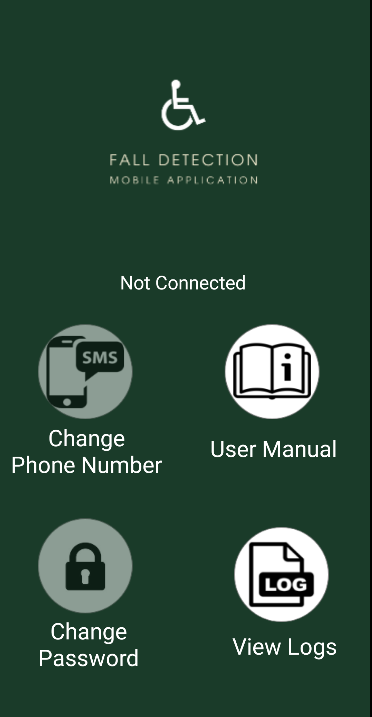 FALL DETECTION
MOBILE APPLICATION
Not Connected
SMS
i
Change
Phone Number
User Manual
LOG
Change
Password
View Logs